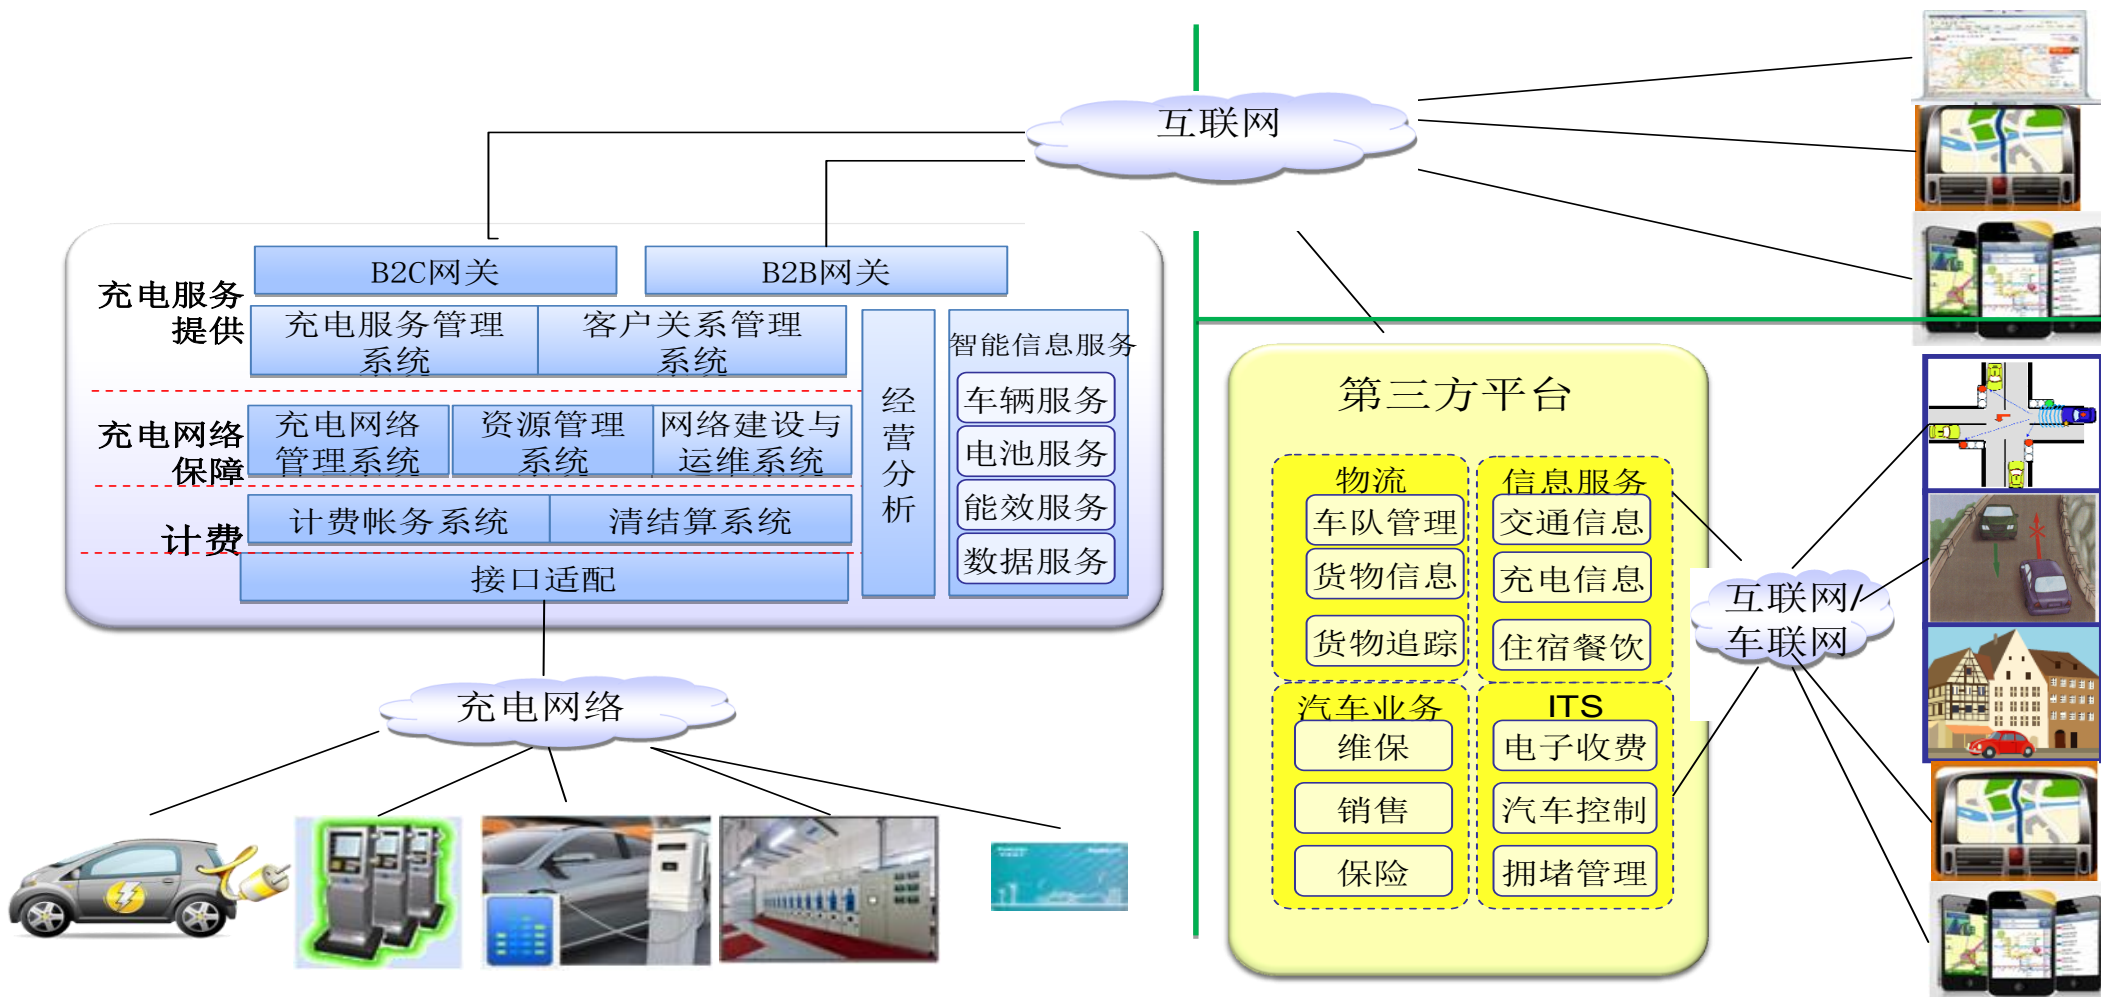 互联网
B2C网关
B2B网关
充电服务
提供
充电服务管理
系统
客户关系管理
系统
充电网络
保障
充电网络
管理系统
资源管理
系统
网络建设与
运维系统
计费
计费帐务系统
清结算系统
接口适配
经
营
分
析
智能信息服务
车辆服务
电池服务
能效服务
数据服务
充电网络
第三方平台
物流
车队管理
货物信息
货物追踪
信息服务
交通信息
充电信息
住宿餐饮
汽车业务
维保
销售
保险
ITS
电子收费
汽车控制
拥堵管理
互联网/
车联网